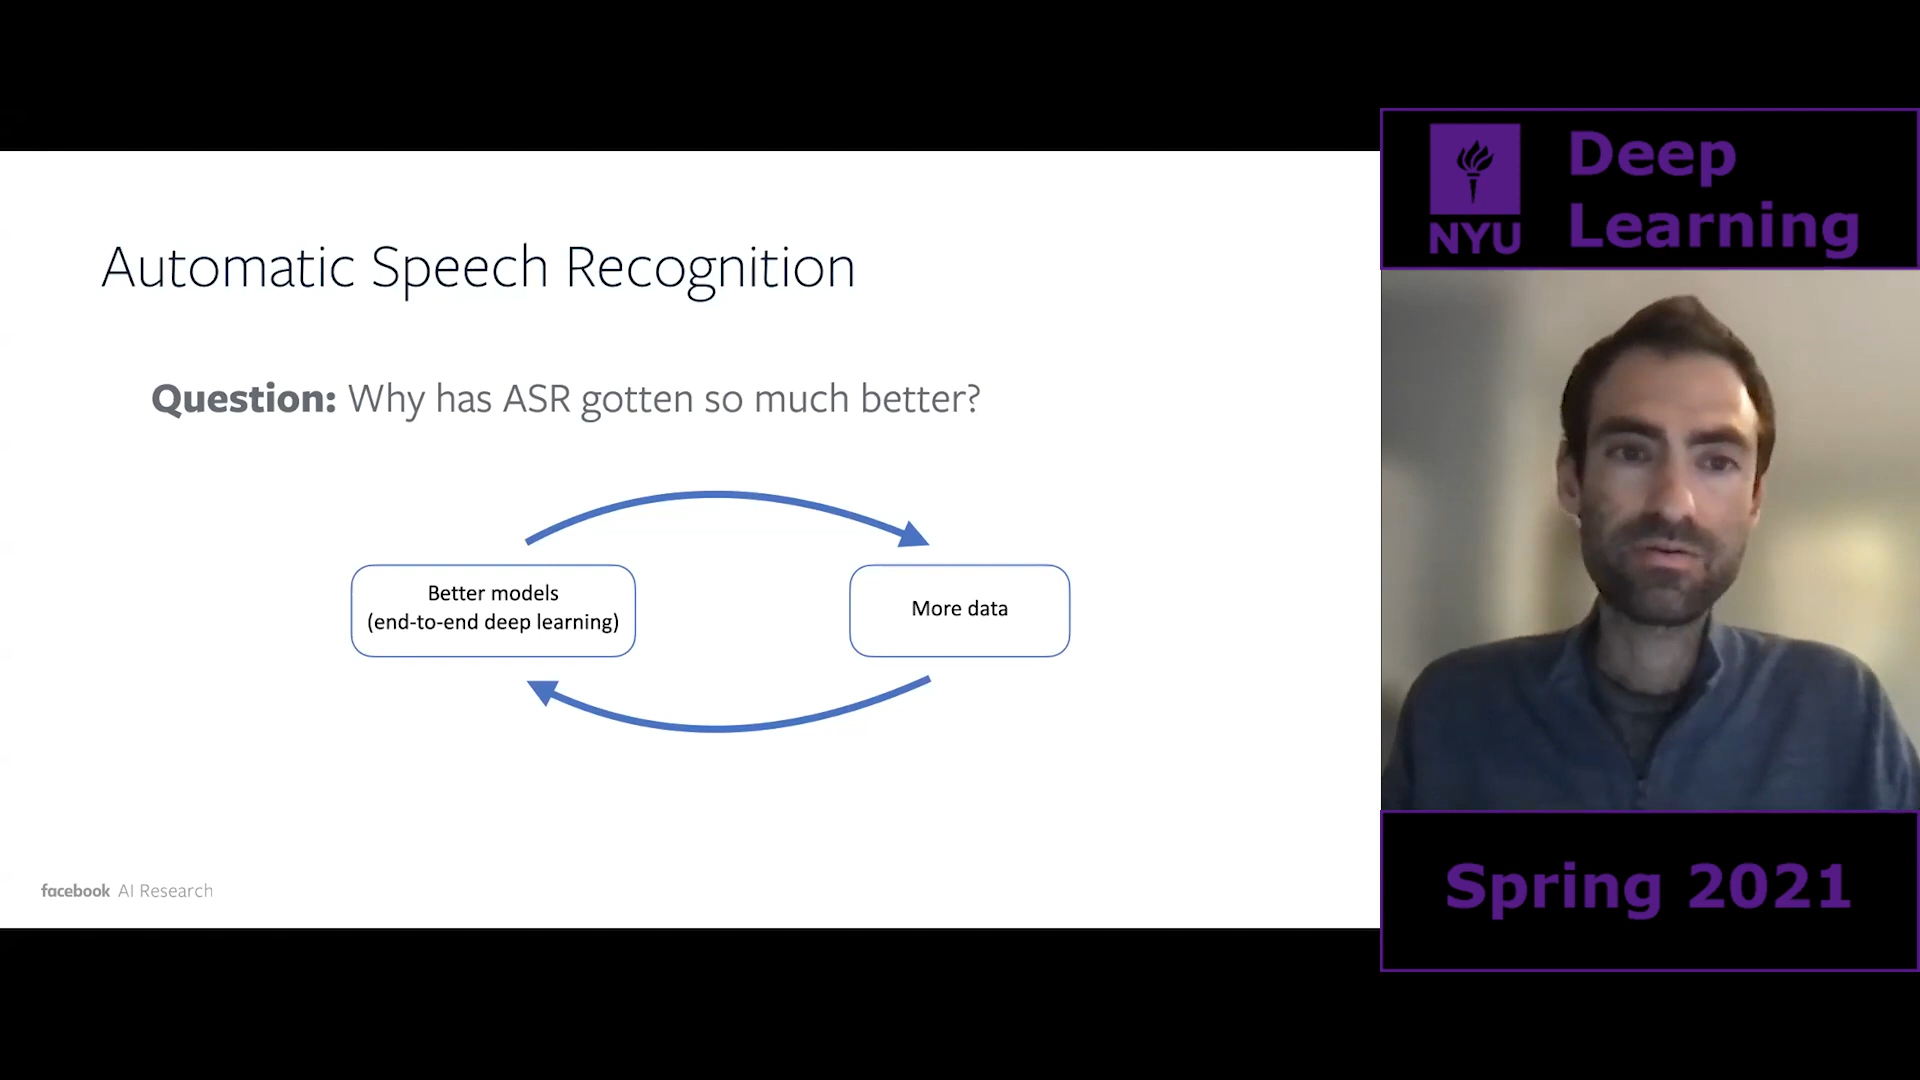 Automatic Speech Recognition
Question: Why has ASR gotten so much better?
Better models
(end-to-end deep learning)
More data
facebook AI Research
NYU
Deep
Learning
Spring 2021